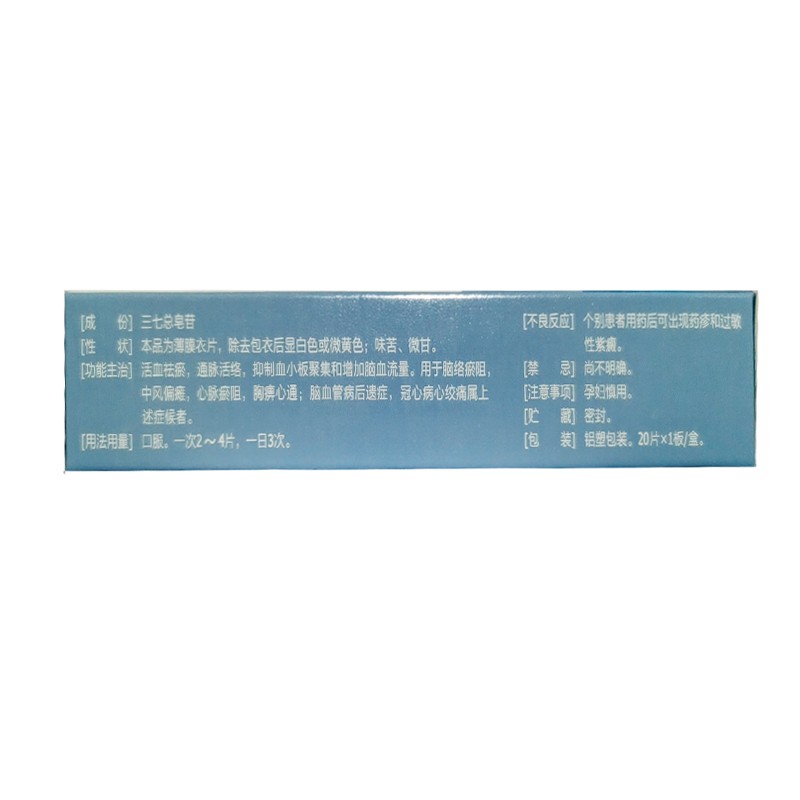 [成 份] 三七总皂苷
[性 状] 本品为薄膜衣片，除去包衣后显白色或微黄色；味苦、微甘。
[功能主治] 活血祛瘀，通脉活络，抑制血小板聚集和增加脑血流量。用于脑络瘀阻，
中风偏瘫，心脉瘀阻，胸痹心痛；脑血管病后遗症，冠心病心绞痛属上
述症候者。
[用法用量] 口服。一次2～4片，一日3次。
[不良反应] 个别患者用药后可出现药疹和过敏
性紫癜。
[禁 忌] 尚不明确。
[注意事项] 孕妇慎用。
[贮 藏] 密封。
[包 装] 铝塑包装。20片×1板/盒。